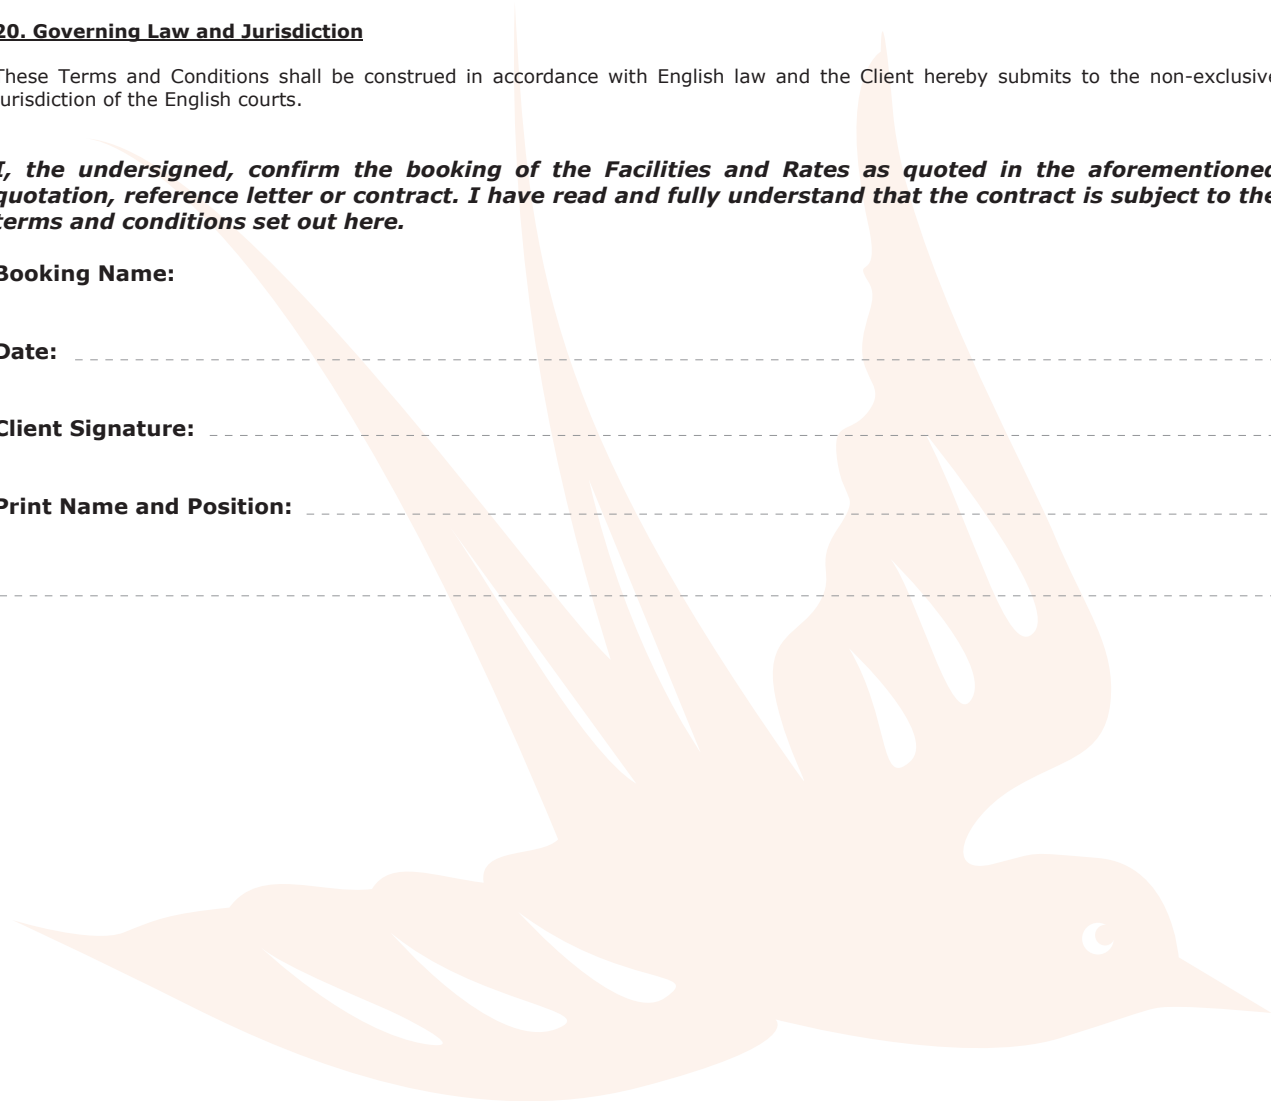 20. Governing Law and Jurisdiction
These Terms and Conditions shall be construed in accordance with English law and the Client hereby submits to the non-exclusive
jurisdiction of the English courts.
I, the undersigned, confirm the booking of the Facilities and Rates as quoted in the aforementioned
quotation, reference letter or contract. I have read and fully understand that the contract is subject to the
terms and conditions set out here.
Booking Name:
Date:
Client Signature:
Print Name and Position: